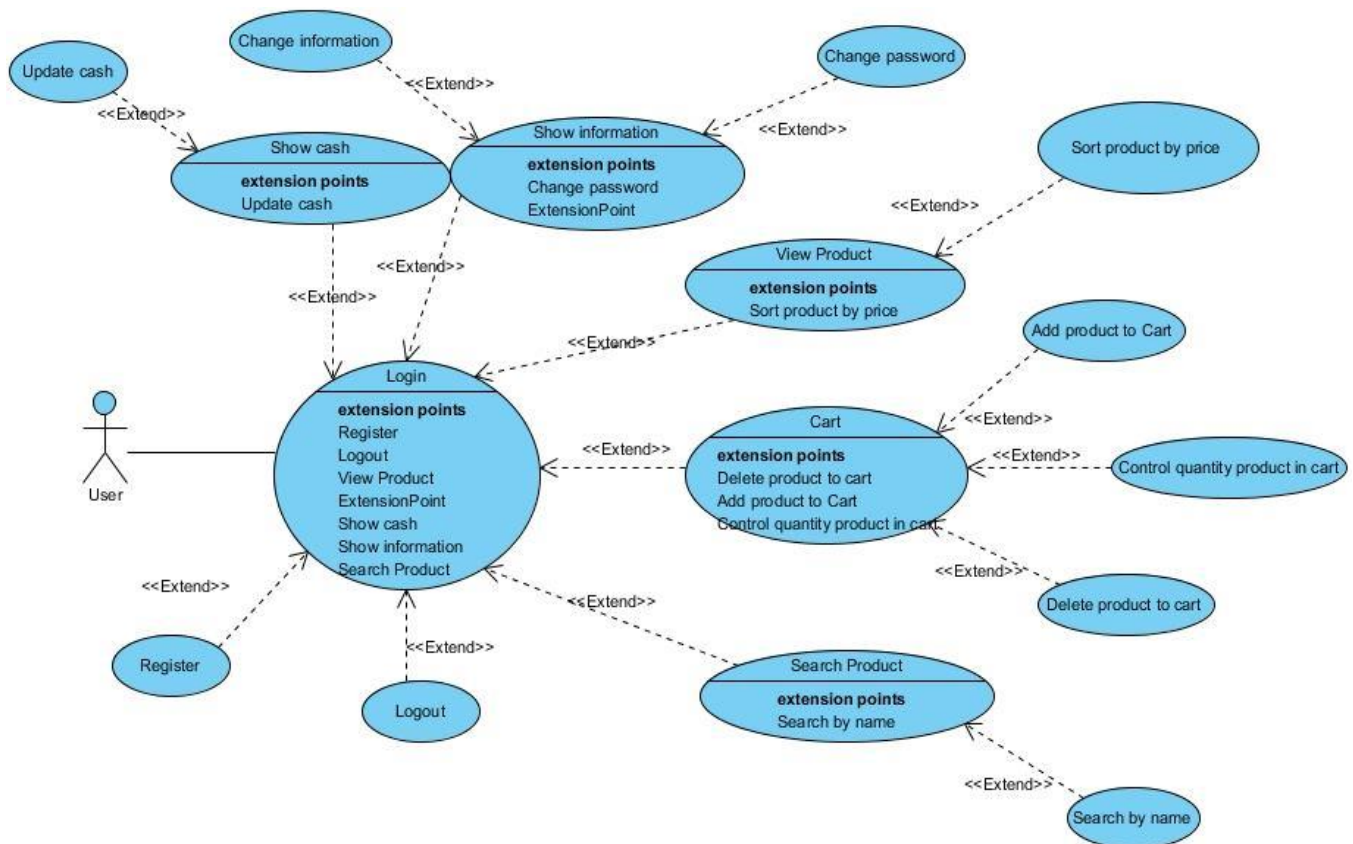 Change information
Update cash
Change password
<<Extend>>
<<Extend>>
<<Extend>>
Show cash
extension points
Update cash
Show information
extension points
Change password
ExtensionPoint
Sort product by price
<<Extend>>
<<Extend>>
<<Extend>>
View Product
extension points
Sort product by price
<<Extend>>
Add product to Cart
Login
extension points
Register
Logout
View Product
ExtensionPoint
Show cash
Show information
Search Product
User
<<Extend>>
Cart
extension points
Delete product to cart
Add product to Cart
Control quantity product in cart
<<Extend>>
<<Extend>>
Control quantity product in cart
<<Extend>>
Delete product to cart
<<Extend>>
Register
<<Extend>>
Logout
<<Extend>>
Search Product
extension points
Search by name
<<Extend>>
Search by name